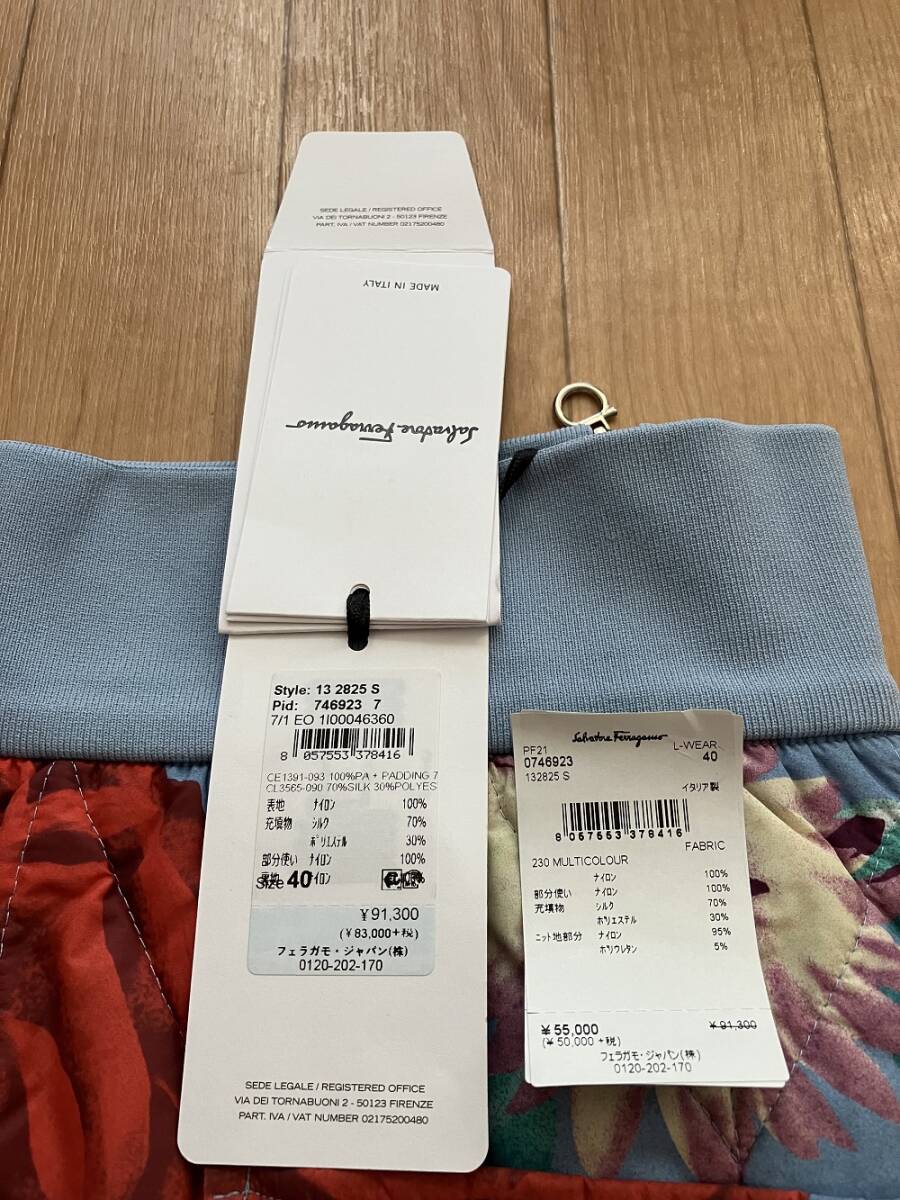 SEDE LEGALE / REGISTERED OFFICE
VIA DEI TORNABUONI 2 - 50123 FIRENZE
PART. IVA / VAT NUMBER 02175200480
MADE IN ITALY
Salvatore Ferragamo
Style: 13 2825 S
Pid: 746923 7
7/1 EO 1I00046360
8 057553 378416
CE1391-093 100%PA + PADDING 7
CL3565-090 70%SILK 30%POLYES
表地 ナイロン 100%
充填物 シルク 70%
ポリエステル 30%
部分使い ナイロン 100%
Size 40
¥91,300
(¥83,000+税)
フェラガモ・ジャパン(株)
0120-202-170
SEDE LEGALE / REGISTERED OFFICE
VIA DEI TORNABUONI 2 - 50123 FIRENZE
PART. IVA / VAT NUMBER 02175200480
Salvatore Ferragamo
PF21 L-WEAR
0746923 40
132825 S
イタリア製
8 057553 378416
FABRIC
230 MULTICOLOUR
ナイロン 100%
部分使い ナイロン 100%
充填物 シルク 70%
ポリエステル 30%
ニット地部分 ナイロン 95%
ポリウレタン 5%
¥55,000 ¥91,300
(¥50,000+税)
フェラガモ・ジャパン(株)
0120-202-170